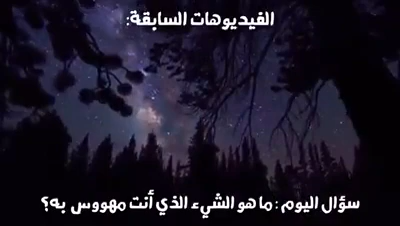 الفيديوهات السابقة:
سؤال اليوم : ما هو الشيء الذي أنت مهووس به؟